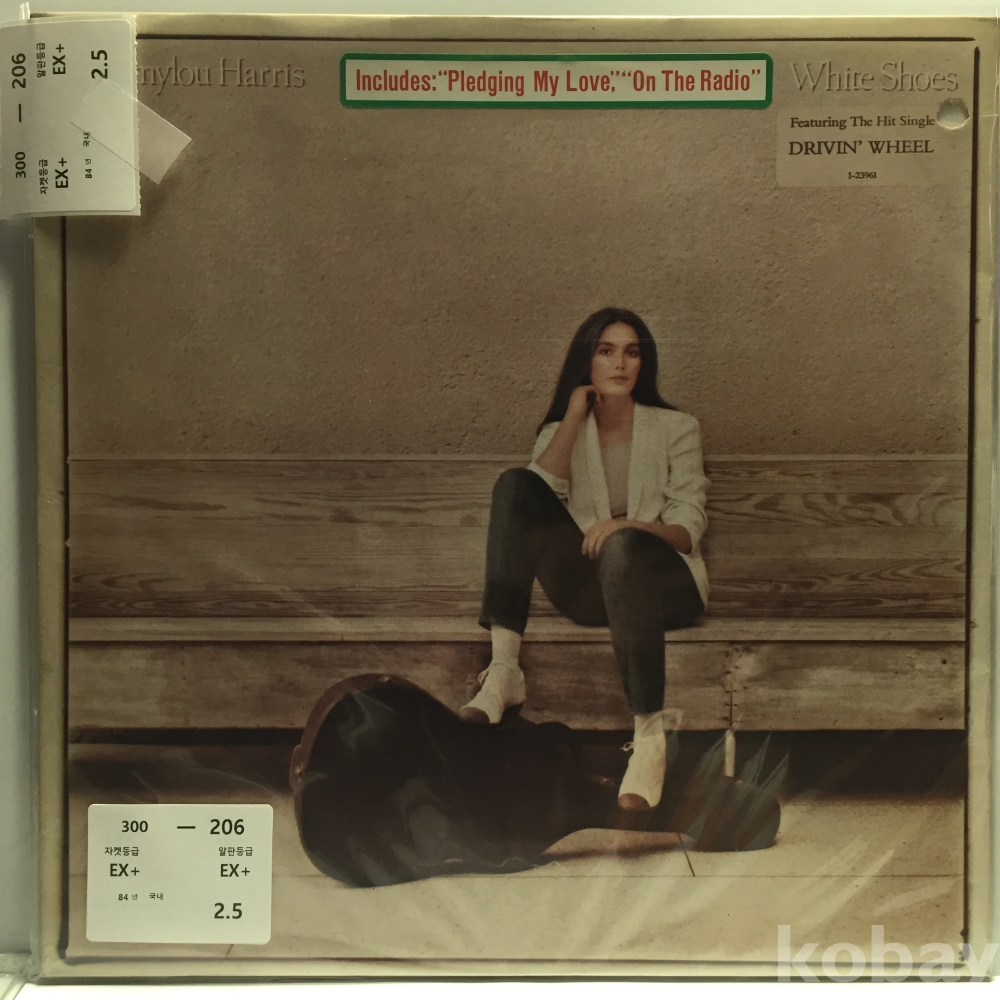 300 — 206
자켓등급 알판등급
EX+ EX+
84 년 국내
2.5
mylou Harris
Includes: “Pledging My Love,” “On The Radio”
White Shoes
Featuring The Hit Single
DRIVIN’ WHEEL
1-23961
300 — 206
자켓등급 알판등급
EX+ EX+
84 년 국내
2.5
kobay